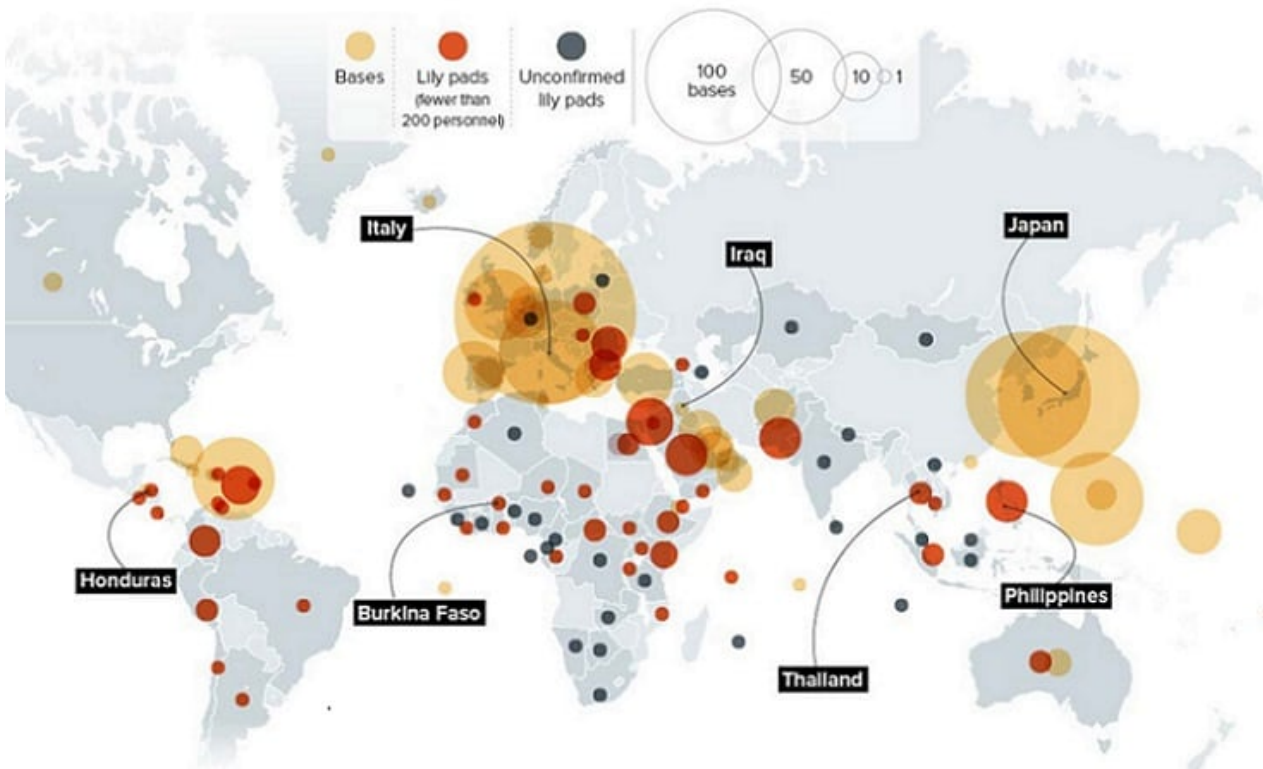 Bases
Lily pads
(fewer than
200 personnel)
Unconfirmed
lily pads
100
bases
50
10
1
Italy
Iraq
Japan
Honduras
Burkina Faso
Thailand
Philippines